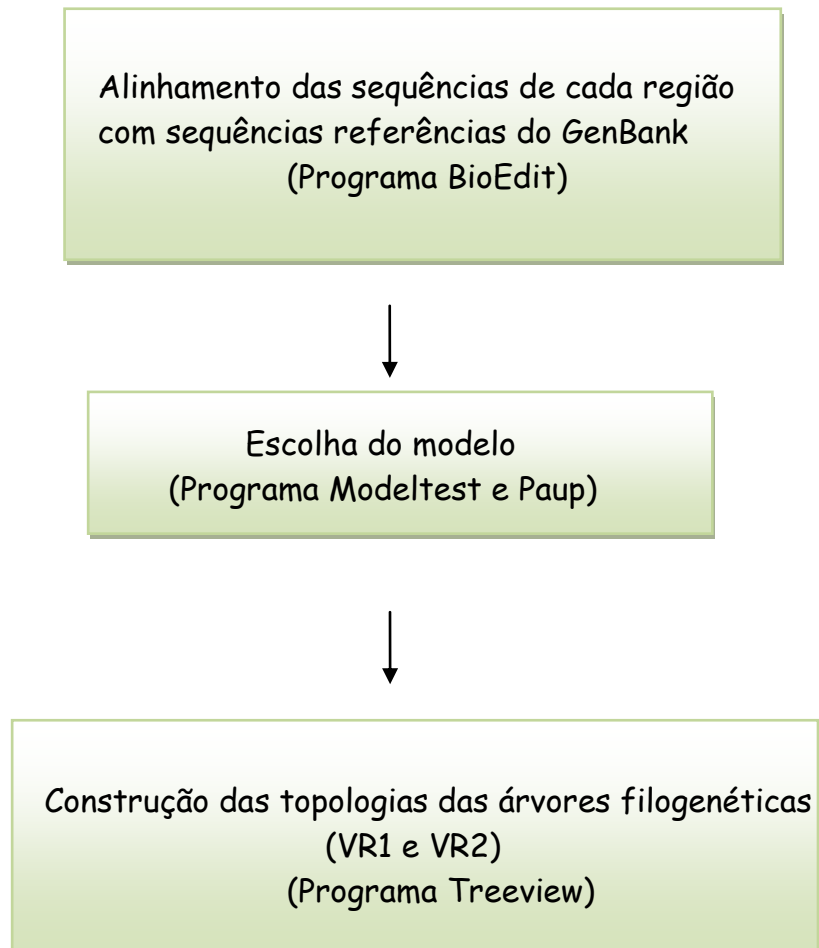 Alinhamento das sequências de cada região
com sequências referências do GenBank
(Programa BioEdit)
Escolha do modelo
(Programa Modeltest e Paup)
Construção das topologias das árvores filogenéticas
(VR1 e VR2)
(Programa Treeview)